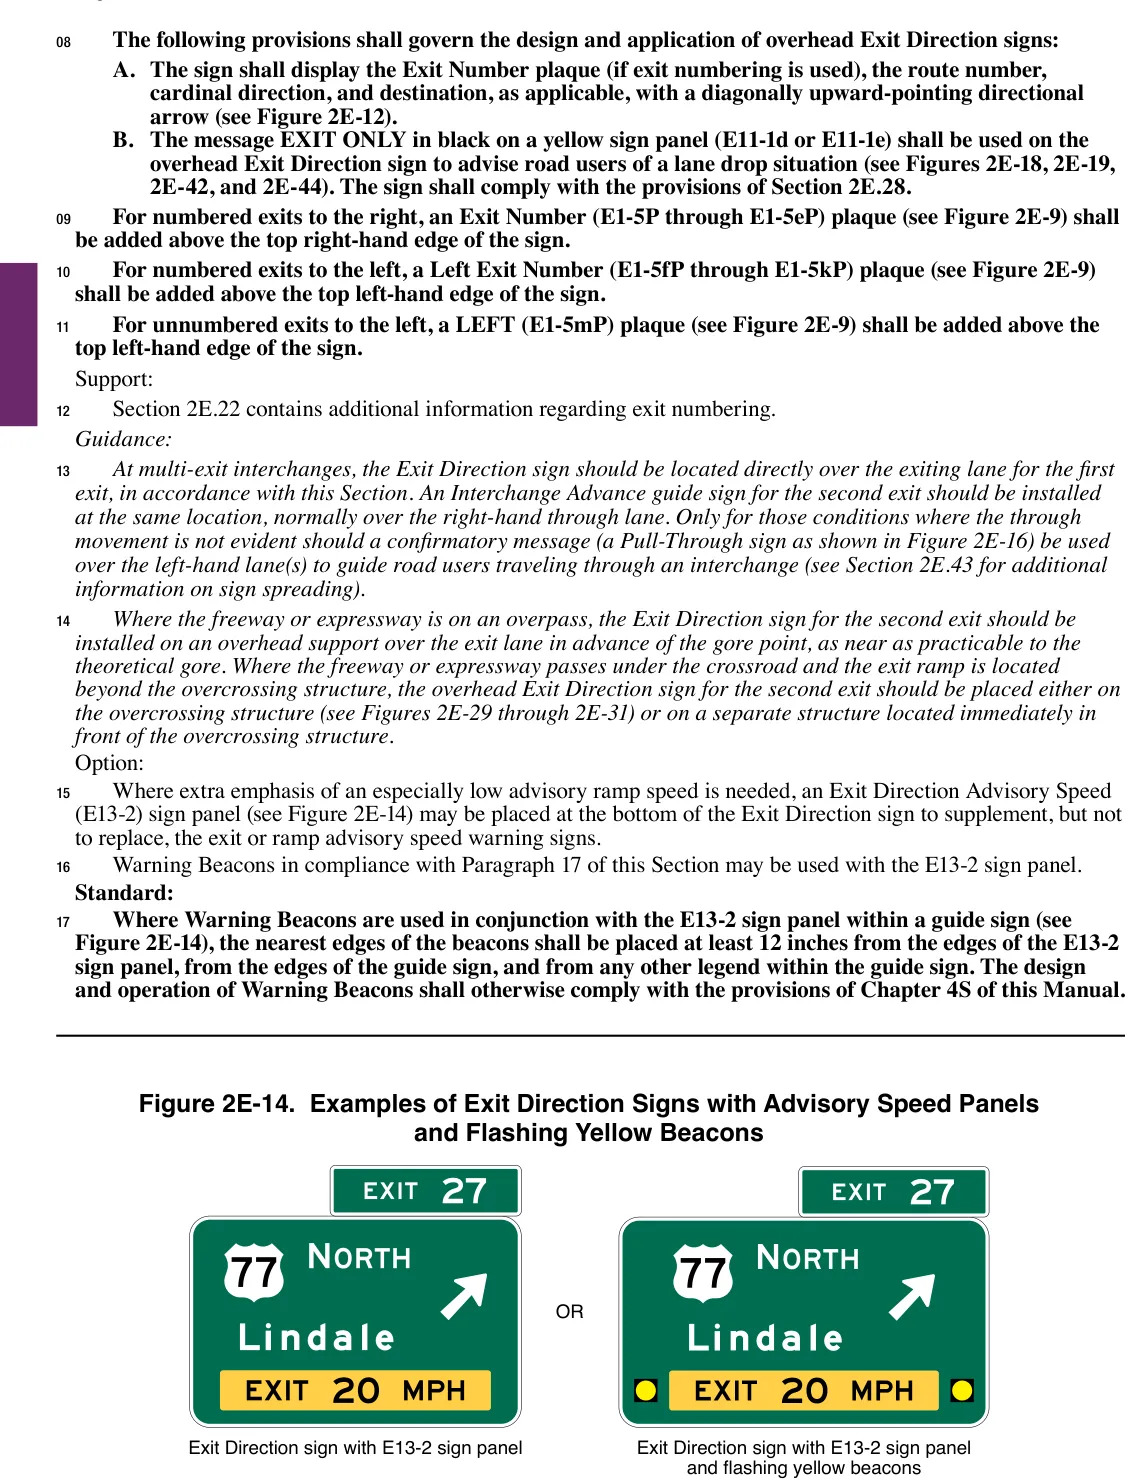 08 The following provisions shall govern the design and application of overhead Exit Direction signs:
A. The sign shall display the Exit Number plaque (if exit numbering is used), the route number,
cardinal direction, and destination, as applicable, with a diagonally upward-pointing directional
arrow (see Figure 2E-12).
B. The message EXIT ONLY in black on a yellow sign panel (E11-1d or E11-1e) shall be used on the
overhead Exit Direction sign to advise road users of a lane drop situation (see Figures 2E-18, 2E-19,
2E-42, and 2E-44). The sign shall comply with the provisions of Section 2E.28.
09 For numbered exits to the right, an Exit Number (E1-5P through E1-5eP) plaque (see Figure 2E-9) shall
be added above the top right-hand edge of the sign.
10 For numbered exits to the left, a Left Exit Number (E1-5fP through E1-5kP) plaque (see Figure 2E-9)
shall be added above the top left-hand edge of the sign.
11 For unnumbered exits to the left, a LEFT (E1-5mP) plaque (see Figure 2E-9) shall be added above the
top left-hand edge of the sign.
Support:
12 Section 2E.22 contains additional information regarding exit numbering.
Guidance:
13 At multi-exit interchanges, the Exit Direction sign should be located directly over the exiting lane for the first
exit, in accordance with this Section. An Interchange Advance guide sign for the second exit should be installed
at the same location, normally over the right-hand through lane. Only for those conditions where the through
movement is not evident should a confirmatory message (a Pull-Through sign as shown in Figure 2E-16) be used
over the left-hand lane(s) to guide road users traveling through an interchange (see Section 2E.43 for additional
information on sign spreading).
14 Where the freeway or expressway is on an overpass, the Exit Direction sign for the second exit should be
installed on an overhead support over the exit lane in advance of the gore point, as near as practicable to the
theoretical gore. Where the freeway or expressway passes under the crossroad and the exit ramp is located
beyond the overcrossing structure, the overhead Exit Direction sign for the second exit should be placed either on
the overcrossing structure (see Figures 2E-29 through 2E-31) or on a separate structure located immediately in
front of the overcrossing structure.
Option:
15 Where extra emphasis of an especially low advisory ramp speed is needed, an Exit Direction Advisory Speed
(E13-2) sign panel (see Figure 2E-14) may be placed at the bottom of the Exit Direction sign to supplement, but not
to replace, the exit or ramp advisory speed warning signs.
16 Warning Beacons in compliance with Paragraph 17 of this Section may be used with the E13-2 sign panel.
Standard:
17 Where Warning Beacons are used in conjunction with the E13-2 sign panel within a guide sign (see
Figure 2E-14), the nearest edges of the beacons shall be placed at least 12 inches from the edges of the E13-2
sign panel, from the edges of the guide sign, and from any other legend within the guide sign. The design
and operation of Warning Beacons shall otherwise comply with the provisions of Chapter 4S of this Manual.
Figure 2E-14. Examples of Exit Direction Signs with Advisory Speed Panels
and Flashing Yellow Beacons
EXIT 27
77 NORTH
Lindale
EXIT 20 MPH
Exit Direction sign with E13-2 sign panel
OR
EXIT 27
77 NORTH
Lindale
EXIT 20 MPH
Exit Direction sign with E13-2 sign panel
and flashing yellow beacons